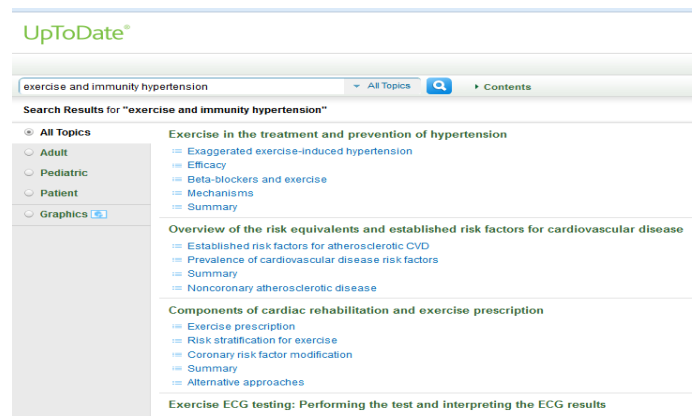 UpToDate®
exercise and immunity hypertension All Topics Contents
Search Results for "exercise and immunity hypertension"
All Topics
Adult
Pediatric
Patient
Graphics
Exercise in the treatment and prevention of hypertension
Exaggerated exercise-induced hypertension
Efficacy
Beta-blockers and exercise
Mechanisms
Summary
Overview of the risk equivalents and established risk factors for cardiovascular disease
Established risk factors for atherosclerotic CVD
Prevalence of cardiovascular disease risk factors
Summary
Noncoronary atherosclerotic disease
Components of cardiac rehabilitation and exercise prescription
Exercise prescription
Risk stratification for exercise
Coronary risk factor modification
Summary
Alternative approaches
Exercise ECG testing: Performing the test and interpreting the ECG results